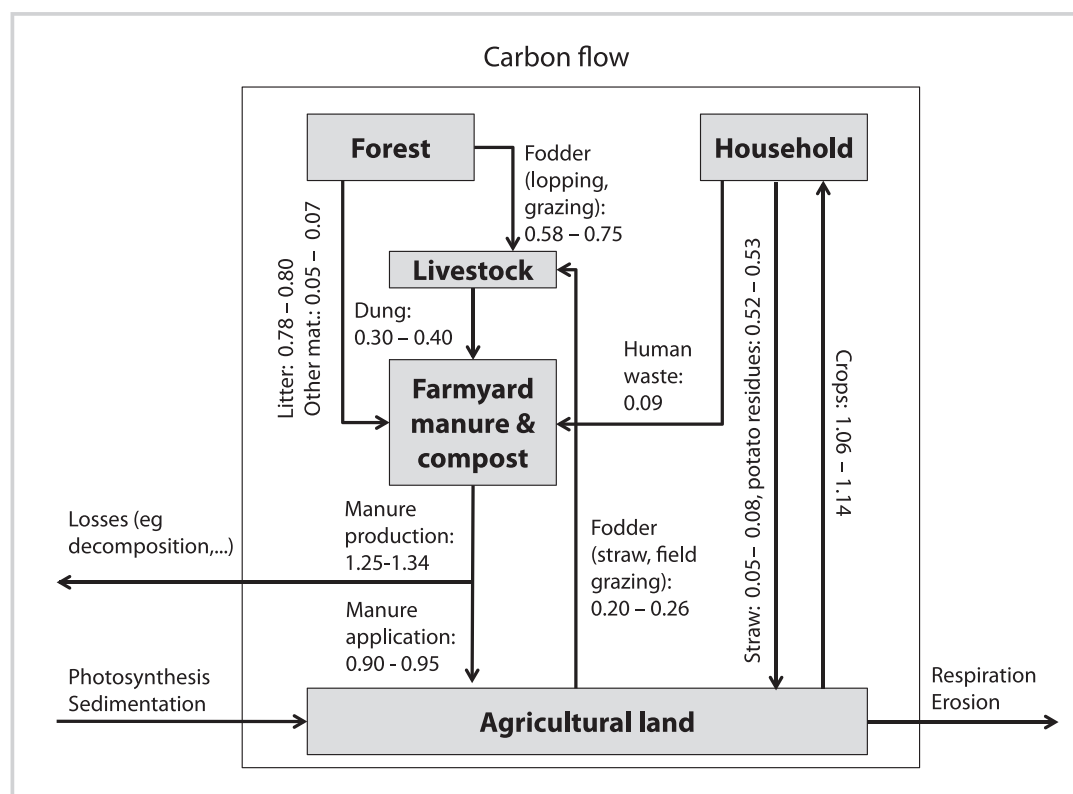 Carbon flow
Forest
Household
Fodder
(lopping,
grazing):
0.58 – 0.75
Litter: 0.78 – 0.80
Other mat.: 0.05 – 0.07
Livestock
Dung:
0.30 – 0.40
Human
waste:
0.09
Farmyard
manure &
compost
Straw: 0.05 – 0.08, potato residues: 0.52 – 0.53
Crops: 1.06 – 1.14
Losses (eg
decomposition,...)
Manure
production:
1.25-1.34
Fodder
(straw, field
grazing):
0.20 – 0.26
Manure
application:
0.90 - 0.95
Photosynthesis
Sedimentation
Agricultural land
Respiration
Erosion